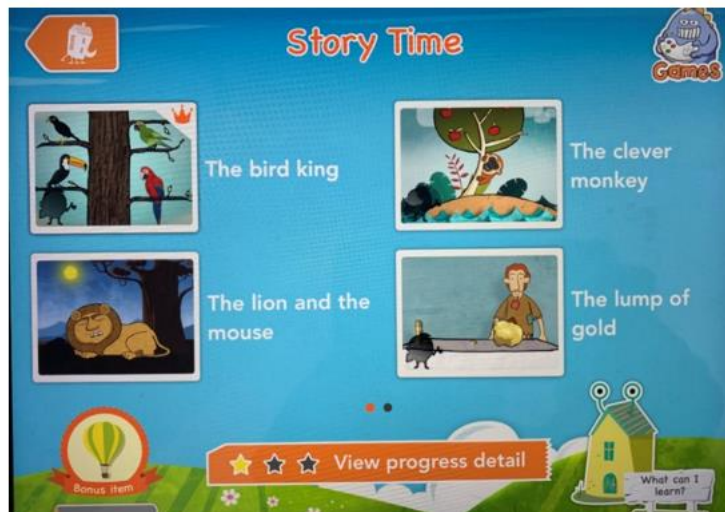 Story Time
Games
The bird king
The clever
monkey
The lion and the
mouse
The lump of
gold
View progress detail
Bonus item
What can I
learn?